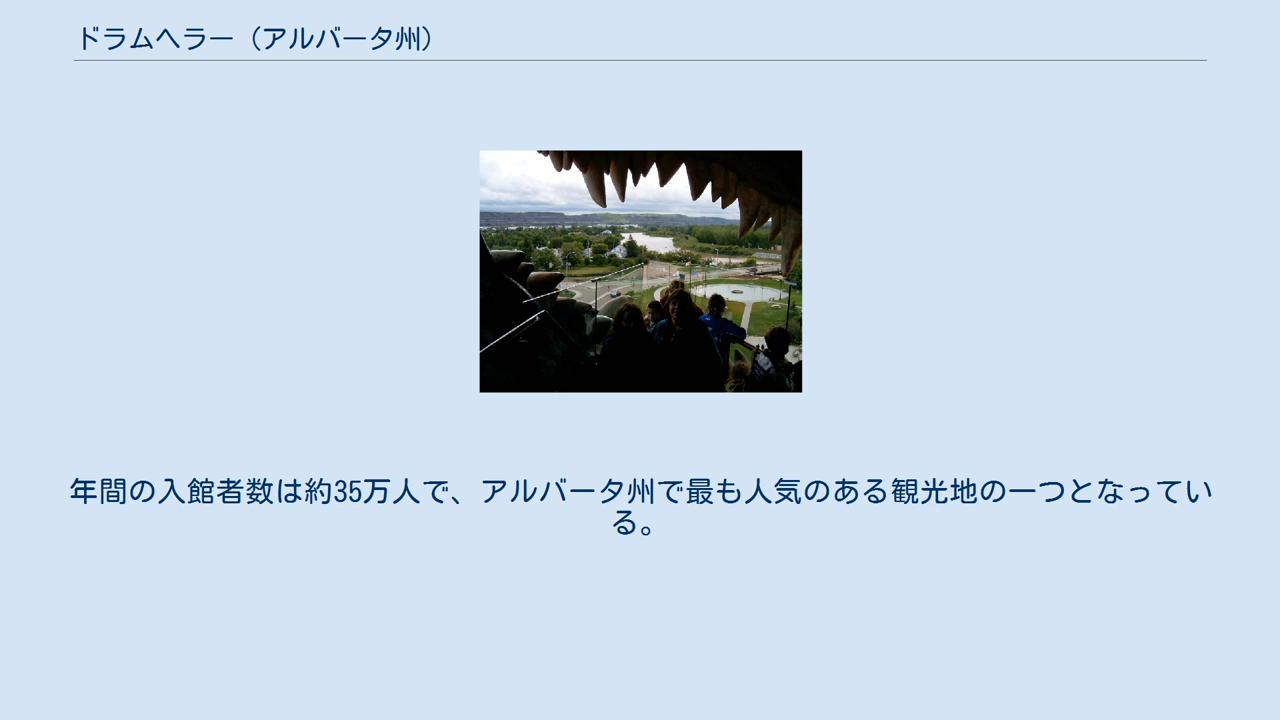 ドラムヘラー（アルバータ州）
年間の入館者数は約35万人で、アルバータ州で最も人気のある観光地の一つとなってい
る。